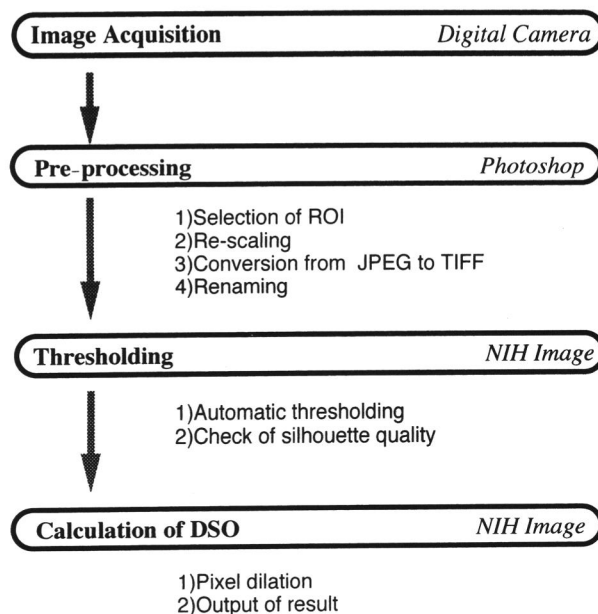 Image Acquisition Digital Camera
Pre-processing Photoshop
1)Selection of ROI
2)Re-scaling
3)Conversion from JPEG to TIFF
4)Renaming
Thresholding NIH Image
1)Automatic thresholding
2)Check of silhouette quality
Calculation of DSO NIH Image
1)Pixel dilation
2)Output of result